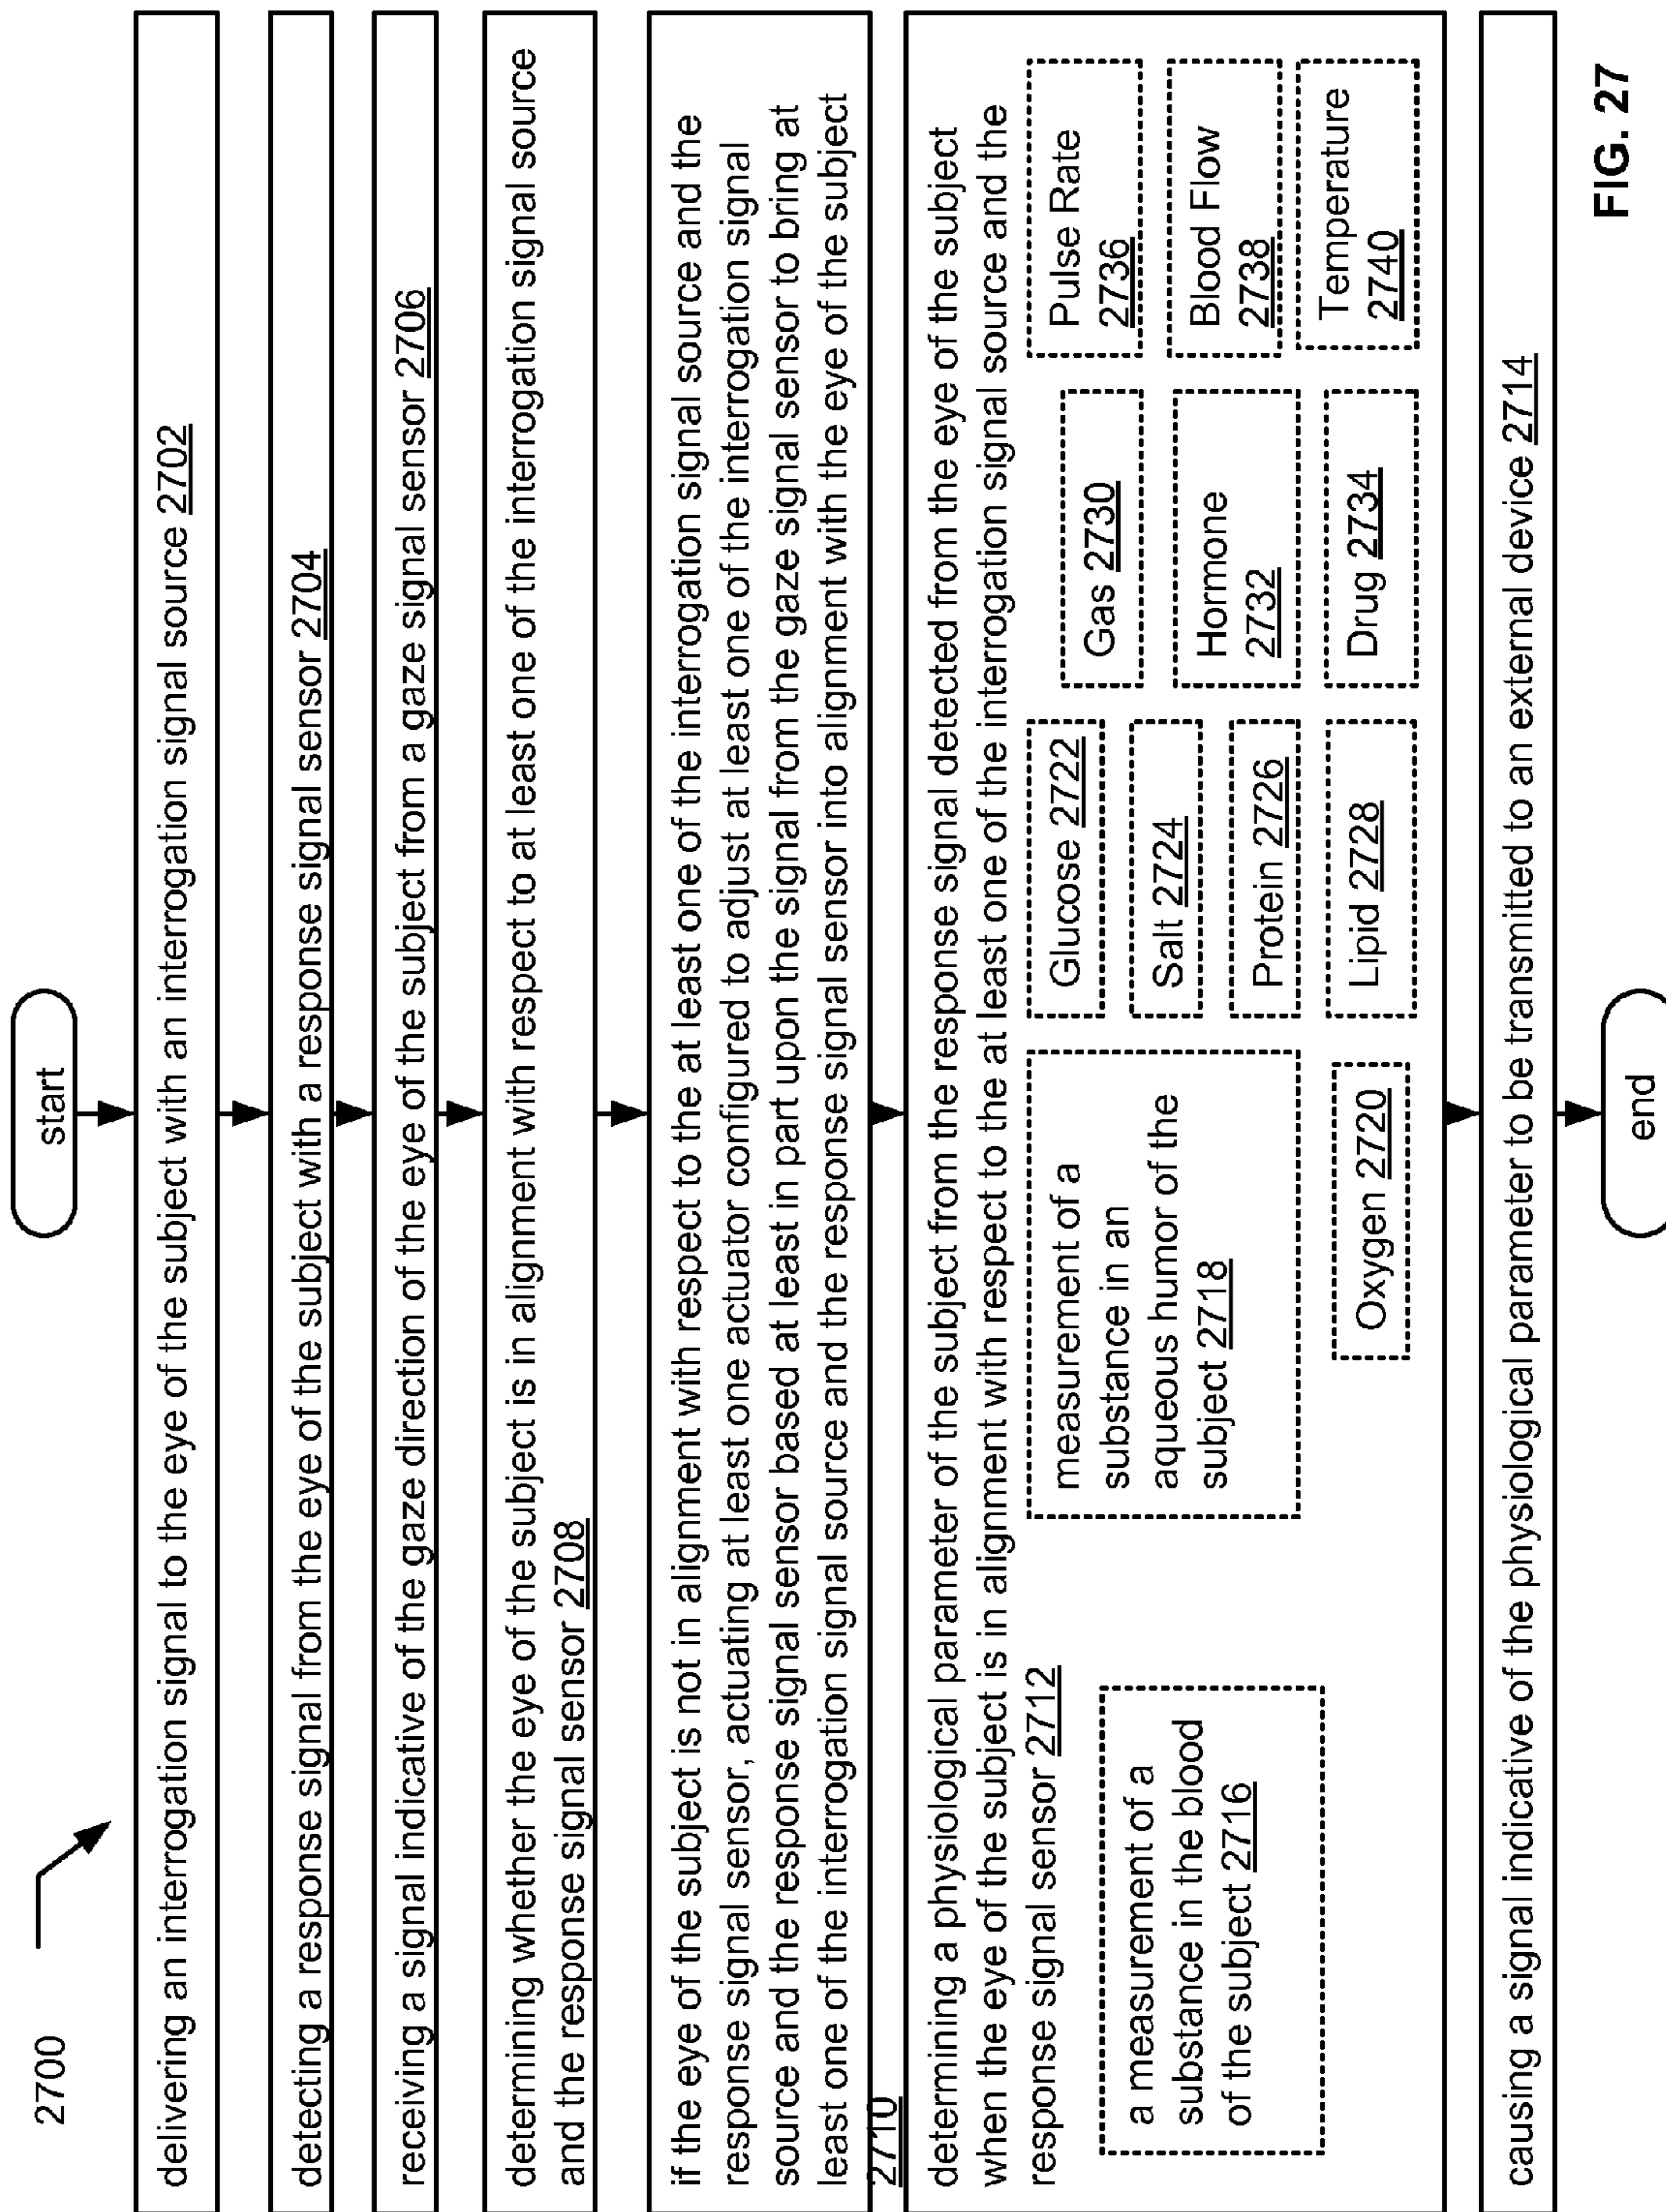 2700
start
delivering an interrogation signal to the eye of the subject with an interrogation signal source 2702
detecting a response signal from the eye of the subject with a response signal sensor 2704
receiving a signal indicative of the gaze direction of the eye of the subject from a gaze signal sensor 2706
determining whether the eye of the subject is in alignment with respect to at least one of the interrogation signal source
and the response signal sensor 2708
if the eye of the subject is not in alignment with respect to the at least one of the interrogation signal source and the
response signal sensor, actuating at least one actuator configured to adjust at least one of the interrogation signal
source and the response signal sensor based at least in part upon the signal from the gaze signal sensor to bring at
least one of the interrogation signal source and the response signal sensor into alignment with the eye of the subject
2710
determining a physiological parameter of the subject from the response signal detected from the eye of the subject
when the eye of the subject is in alignment with respect to the at least one of the interrogation signal source and the
response signal sensor 2712
a measurement of a
substance in the blood
of the subject 2716
measurement of a
substance in an
aqueous humor of the
subject 2718
Oxygen 2720
Glucose 2722
Salt 2724
Protein 2726
Lipid 2728
Gas 2730
Hormone
2732
Drug 2734
Pulse Rate
2736
Blood Flow
2738
Temperature
2740
causing a signal indicative of the physiological parameter to be transmitted to an external device 2714
end
FIG. 27